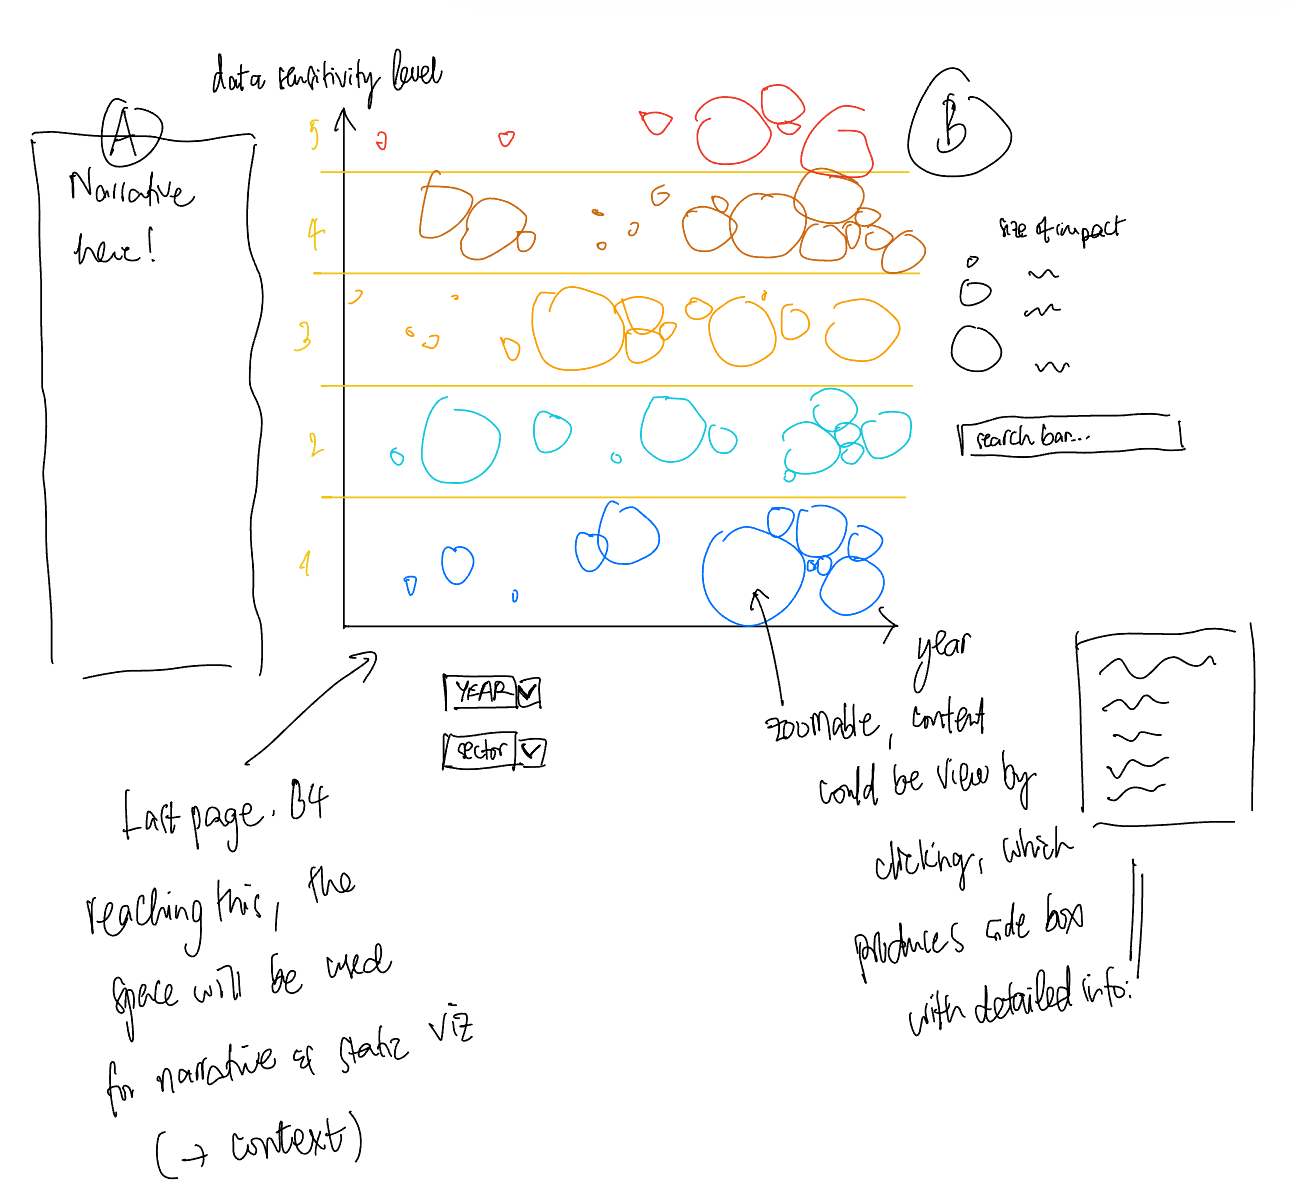 data sensitivity level
A
Narrative
here!
5
4
3
2
1
B
size of impact
search bar...
year
YEAR
sector
Last page. B4
reaching this, the
space will be used
for narrative & static viz
(→ context)
zoomable, content
could be view by
clicking, which
produces side box
with detailed info.